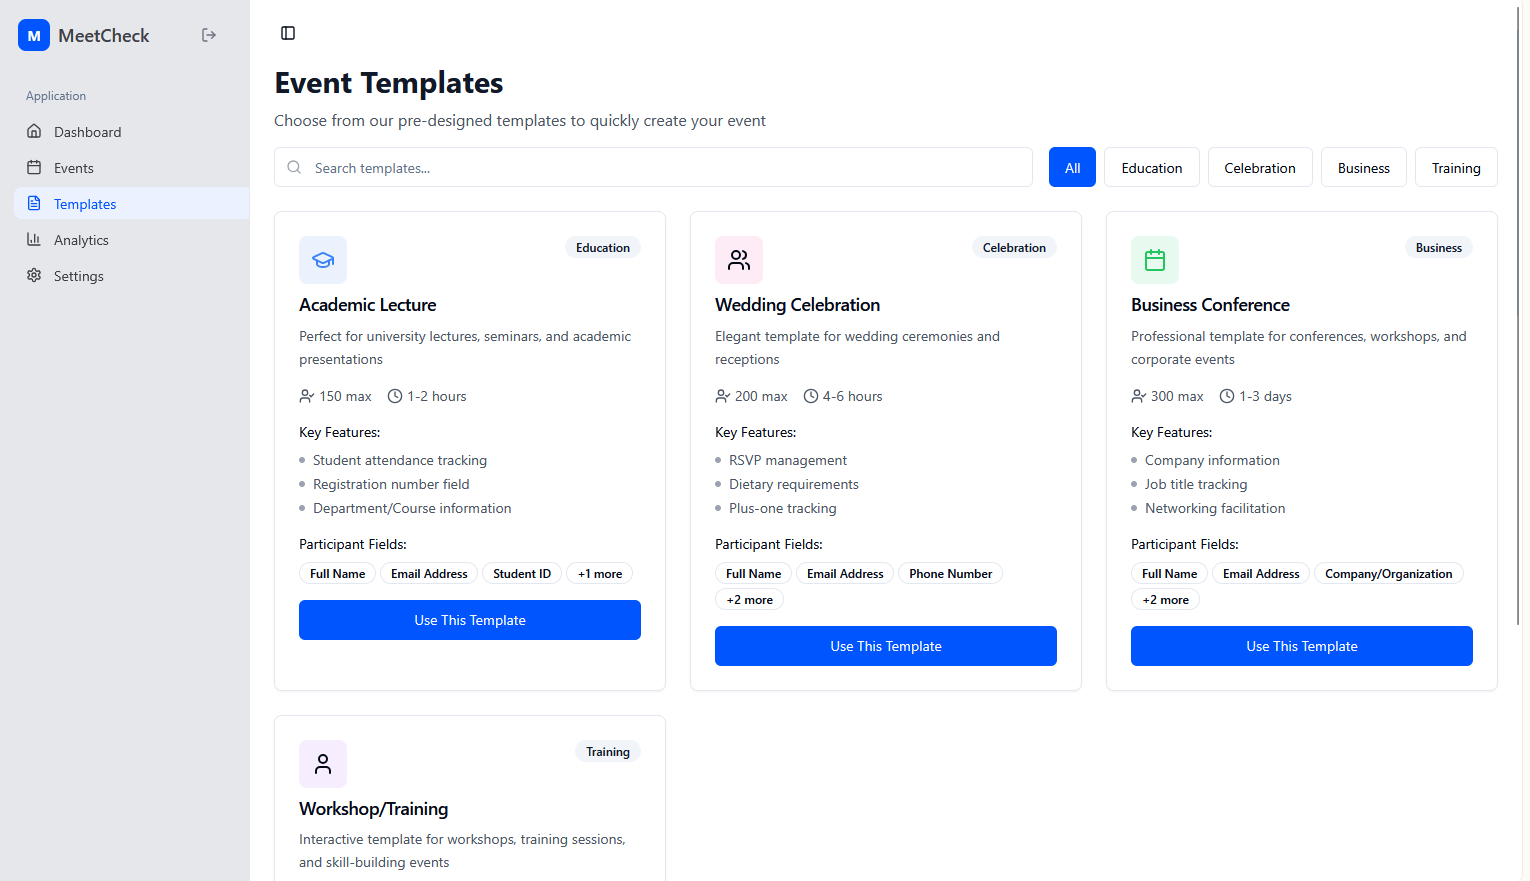 M MeetCheck
Application
Dashboard
Events
Templates
Analytics
Settings
Event Templates
Choose from our pre-designed templates to quickly create your event
Search templates...
All Education Celebration Business Training
Education
Academic Lecture
Perfect for university lectures, seminars, and academic
presentations
150 max 1-2 hours
Key Features:
Student attendance tracking
Registration number field
Department/Course information
Participant Fields:
Full Name Email Address Student ID +1 more
Use This Template
Celebration
Wedding Celebration
Elegant template for wedding ceremonies and
receptions
200 max 4-6 hours
Key Features:
RSVP management
Dietary requirements
Plus-one tracking
Participant Fields:
Full Name Email Address Phone Number
+2 more
Use This Template
Business
Business Conference
Professional template for conferences, workshops, and
corporate events
300 max 1-3 days
Key Features:
Company information
Job title tracking
Networking facilitation
Participant Fields:
Full Name Email Address Company/Organization
+2 more
Use This Template
Training
Workshop/Training
Interactive template for workshops, training sessions,
and skill-building events